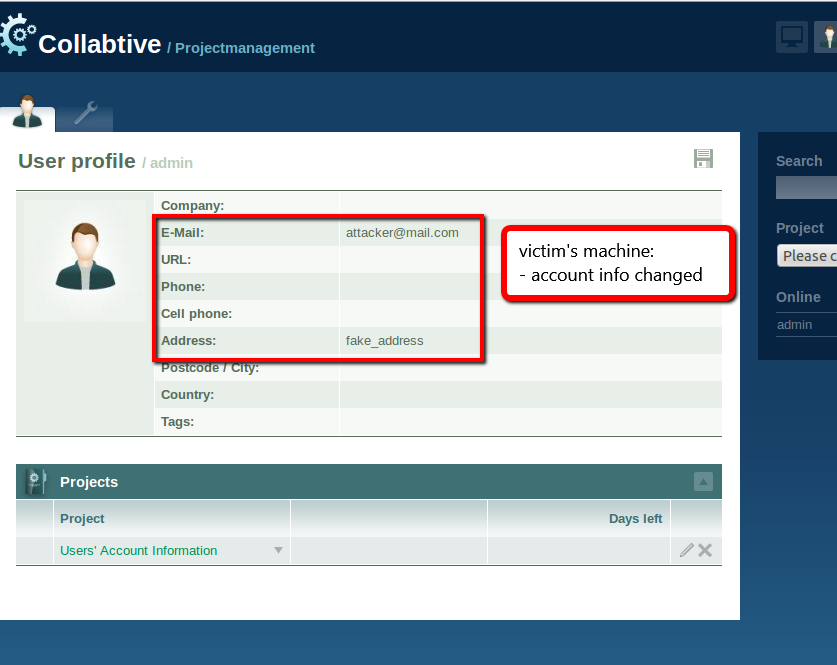 Collabtive / Projectmanagement
User profile / admin
Company:
E-Mail: attacker@mail.com
URL:
Phone:
Cell phone:
Address: fake_address
Postcode / City:
Country:
Tags:
victim's machine:
- account info changed
Projects
Project Days left
Users' Account Information
Search
Project
Please c
Online
admin